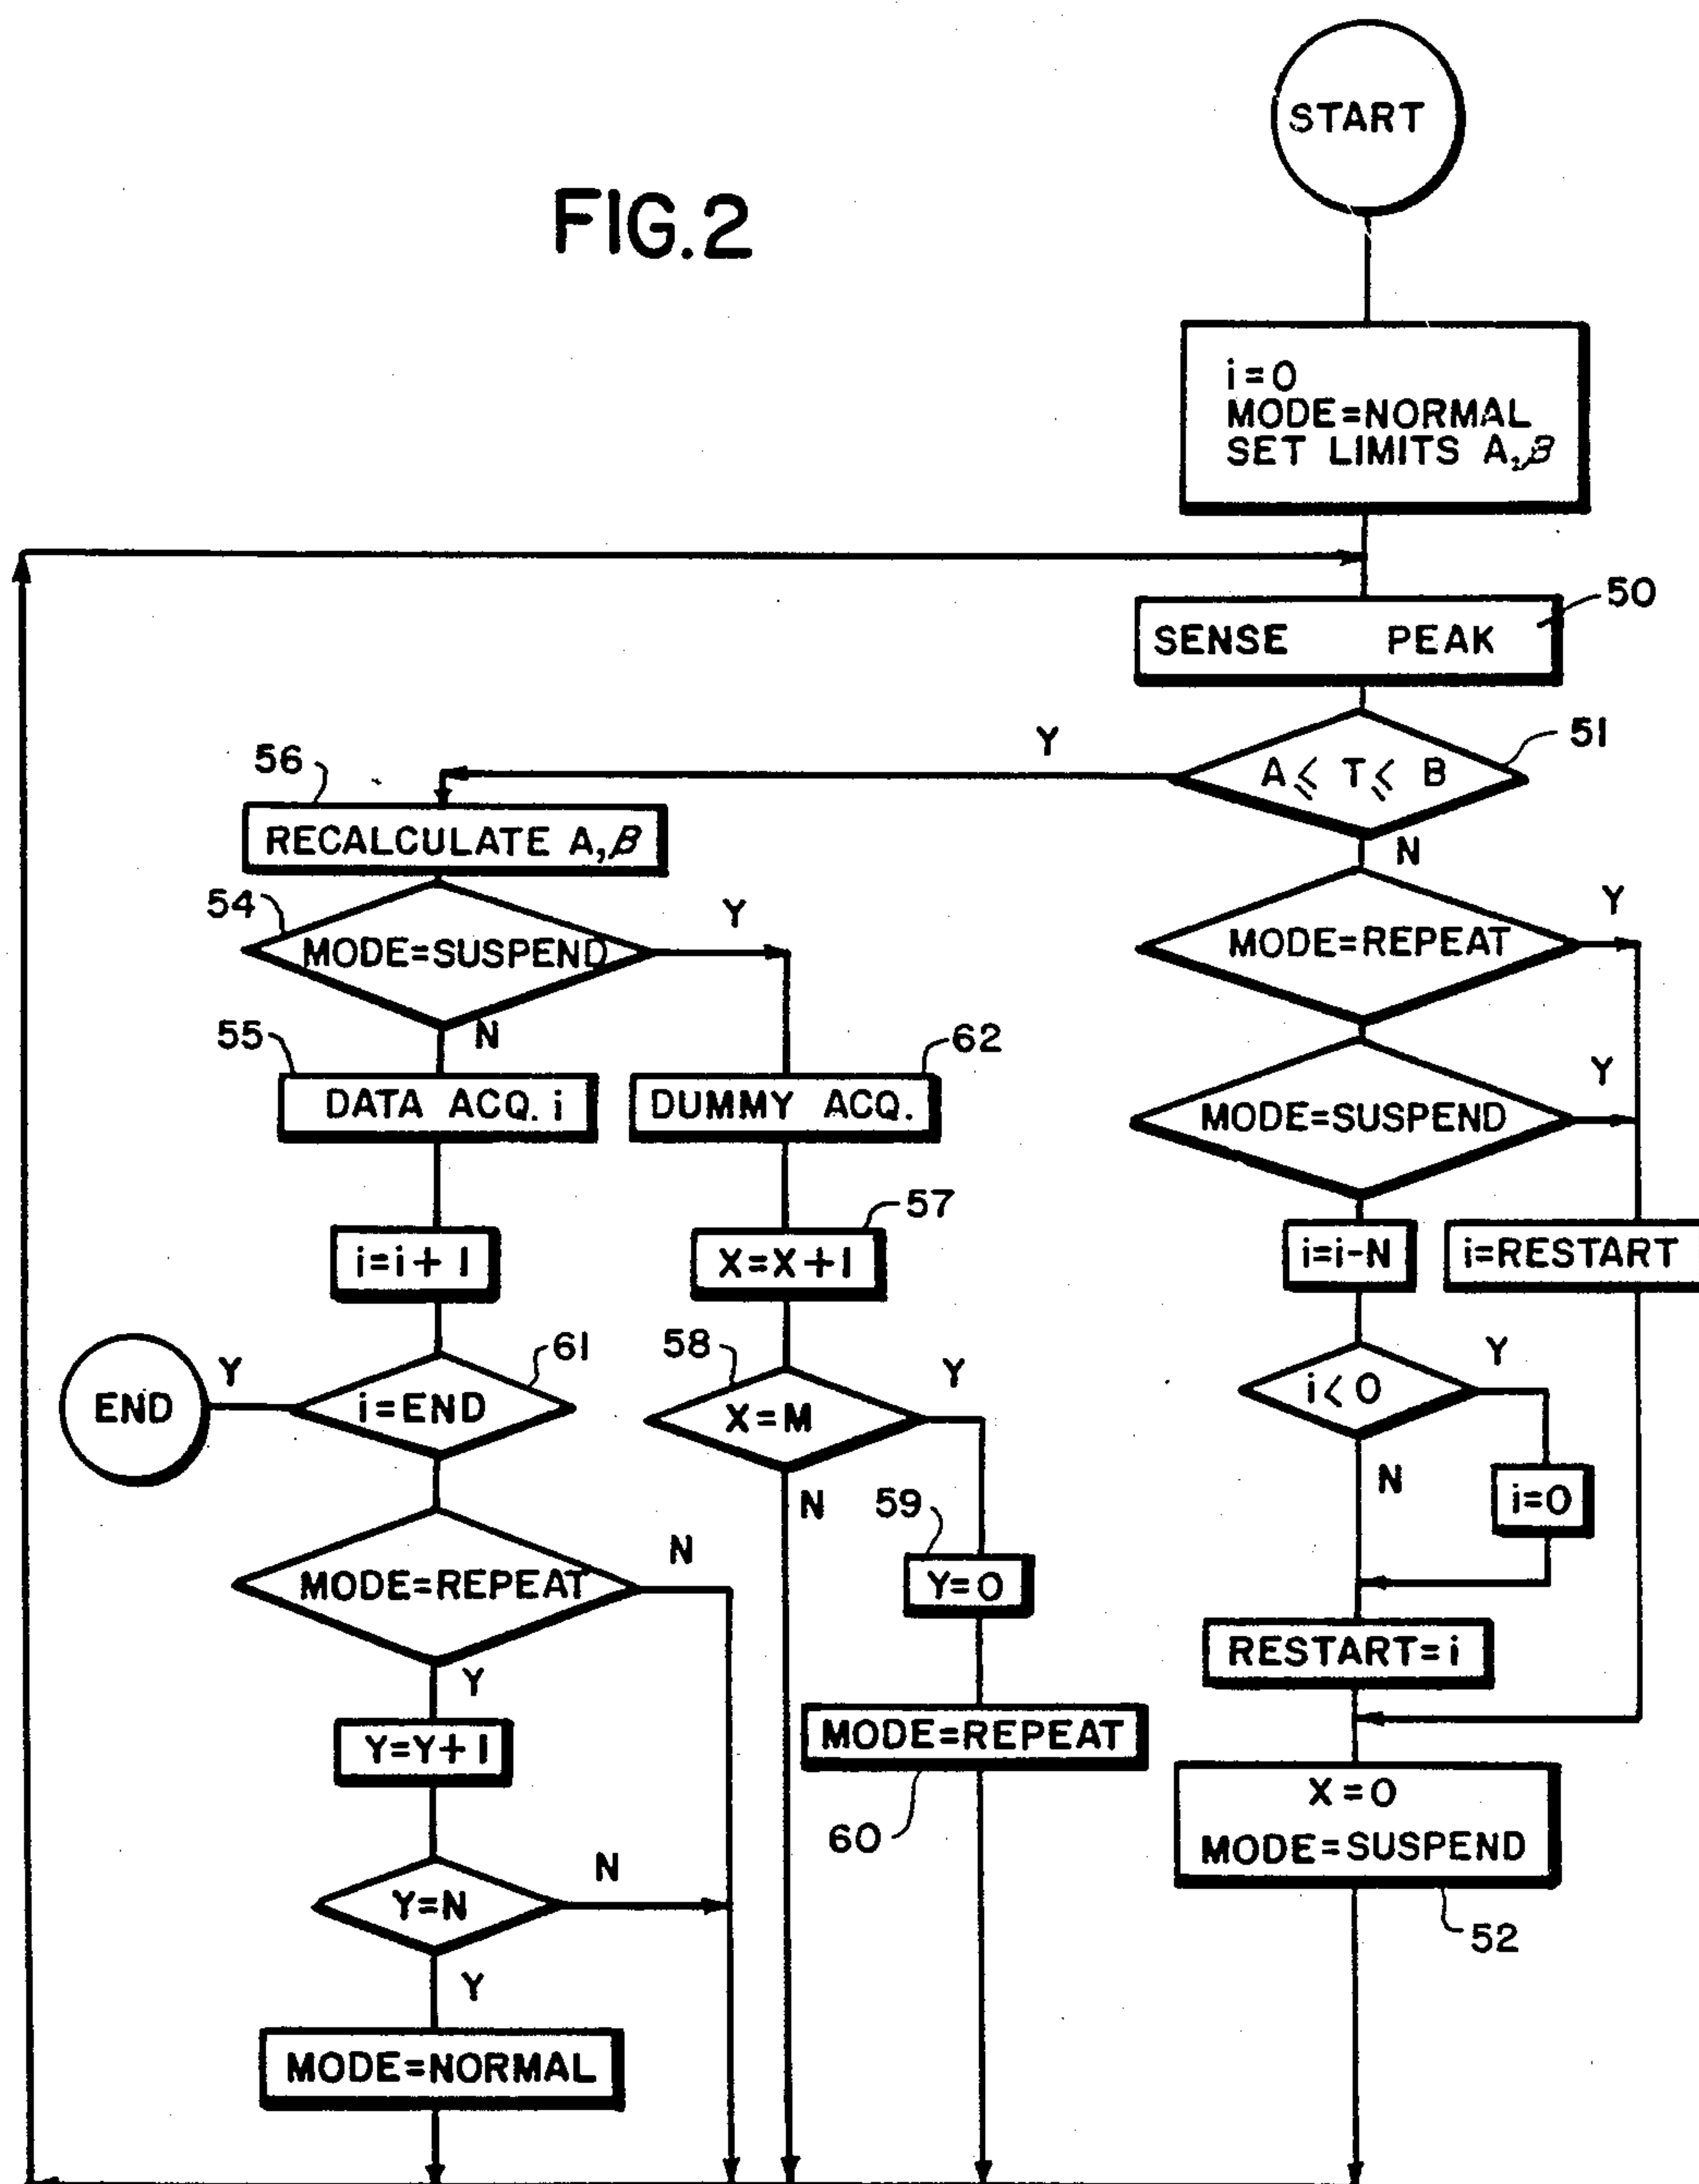 FIG.2
START
i=0
MODE=NORMAL
SET LIMITS A,B
SENSE PEAK
50
A ≤ T ≤ B
51
Y
N
56
RECALCULATE A,B
54
MODE=SUSPEND
Y
N
MODE=REPEAT
Y
MODE=SUSPEND
Y
55
DATA ACQ. i
62
DUMMY ACQ.
i=i+1
57
X=X+1
i=i-N
i=RESTART
61
i=END
Y
END
58
X=M
Y
N
i<0
Y
N
i=0
MODE=REPEAT
N
Y
59
Y=0
RESTART=i
Y=Y+1
MODE=REPEAT
60
X=0
MODE=SUSPEND
52
Y=N
N
Y
MODE=NORMAL